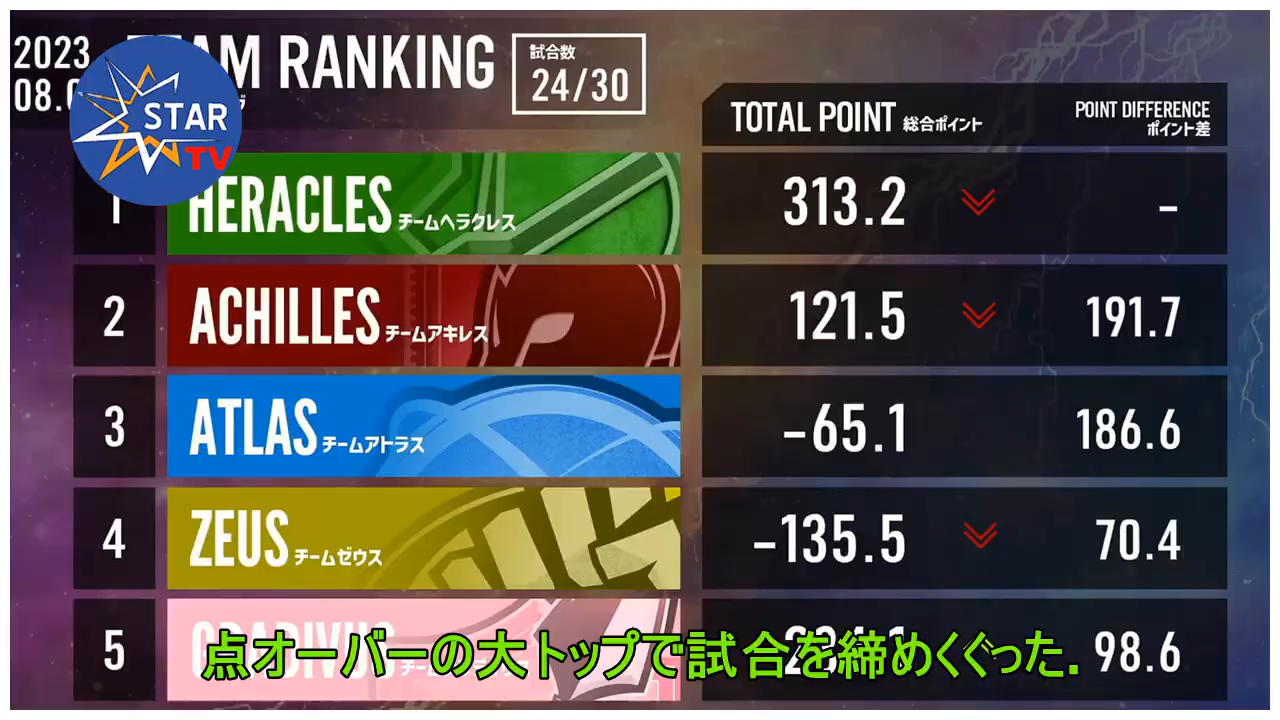 2023
TEAM RANKING
試合数
24/30
STAR
TV
TOTAL POINT 総合ポイント
POINT DIFFERENCE
ポイント差
1 HERACLES チームヘラクレス 313.2 -
2 ACHILLES チームアキレス 121.5 191.7
3 ATLAS チームアトラス -65.1 186.6
4 ZEUS チームゼウス -135.5 70.4
5 98.6
点オーバーの大トップで試合を締めくくった.